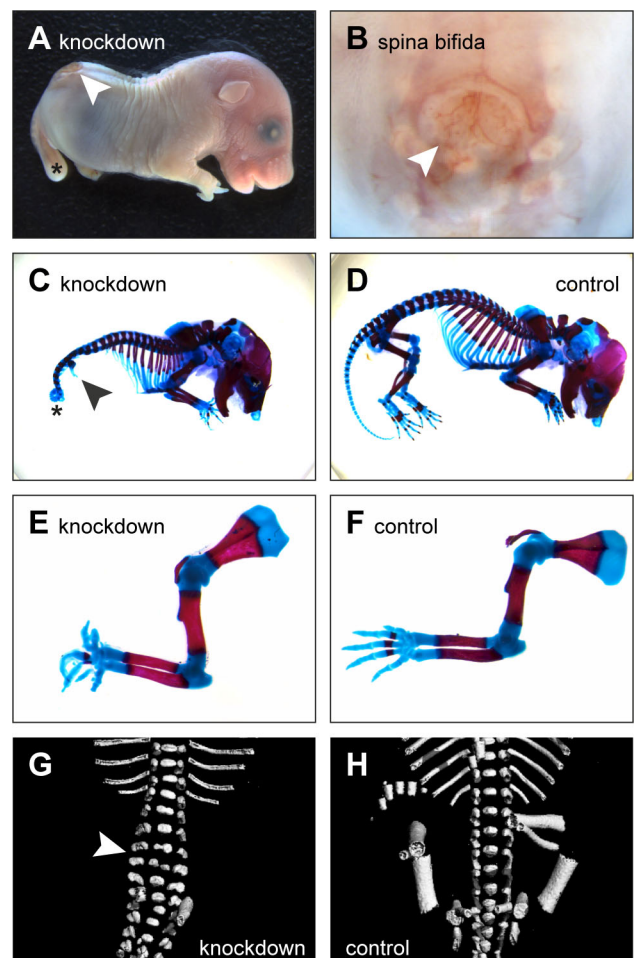 A knockdown
B spina bifida
C knockdown
*
D control
E knockdown
F control
G
knockdown
H
control
*